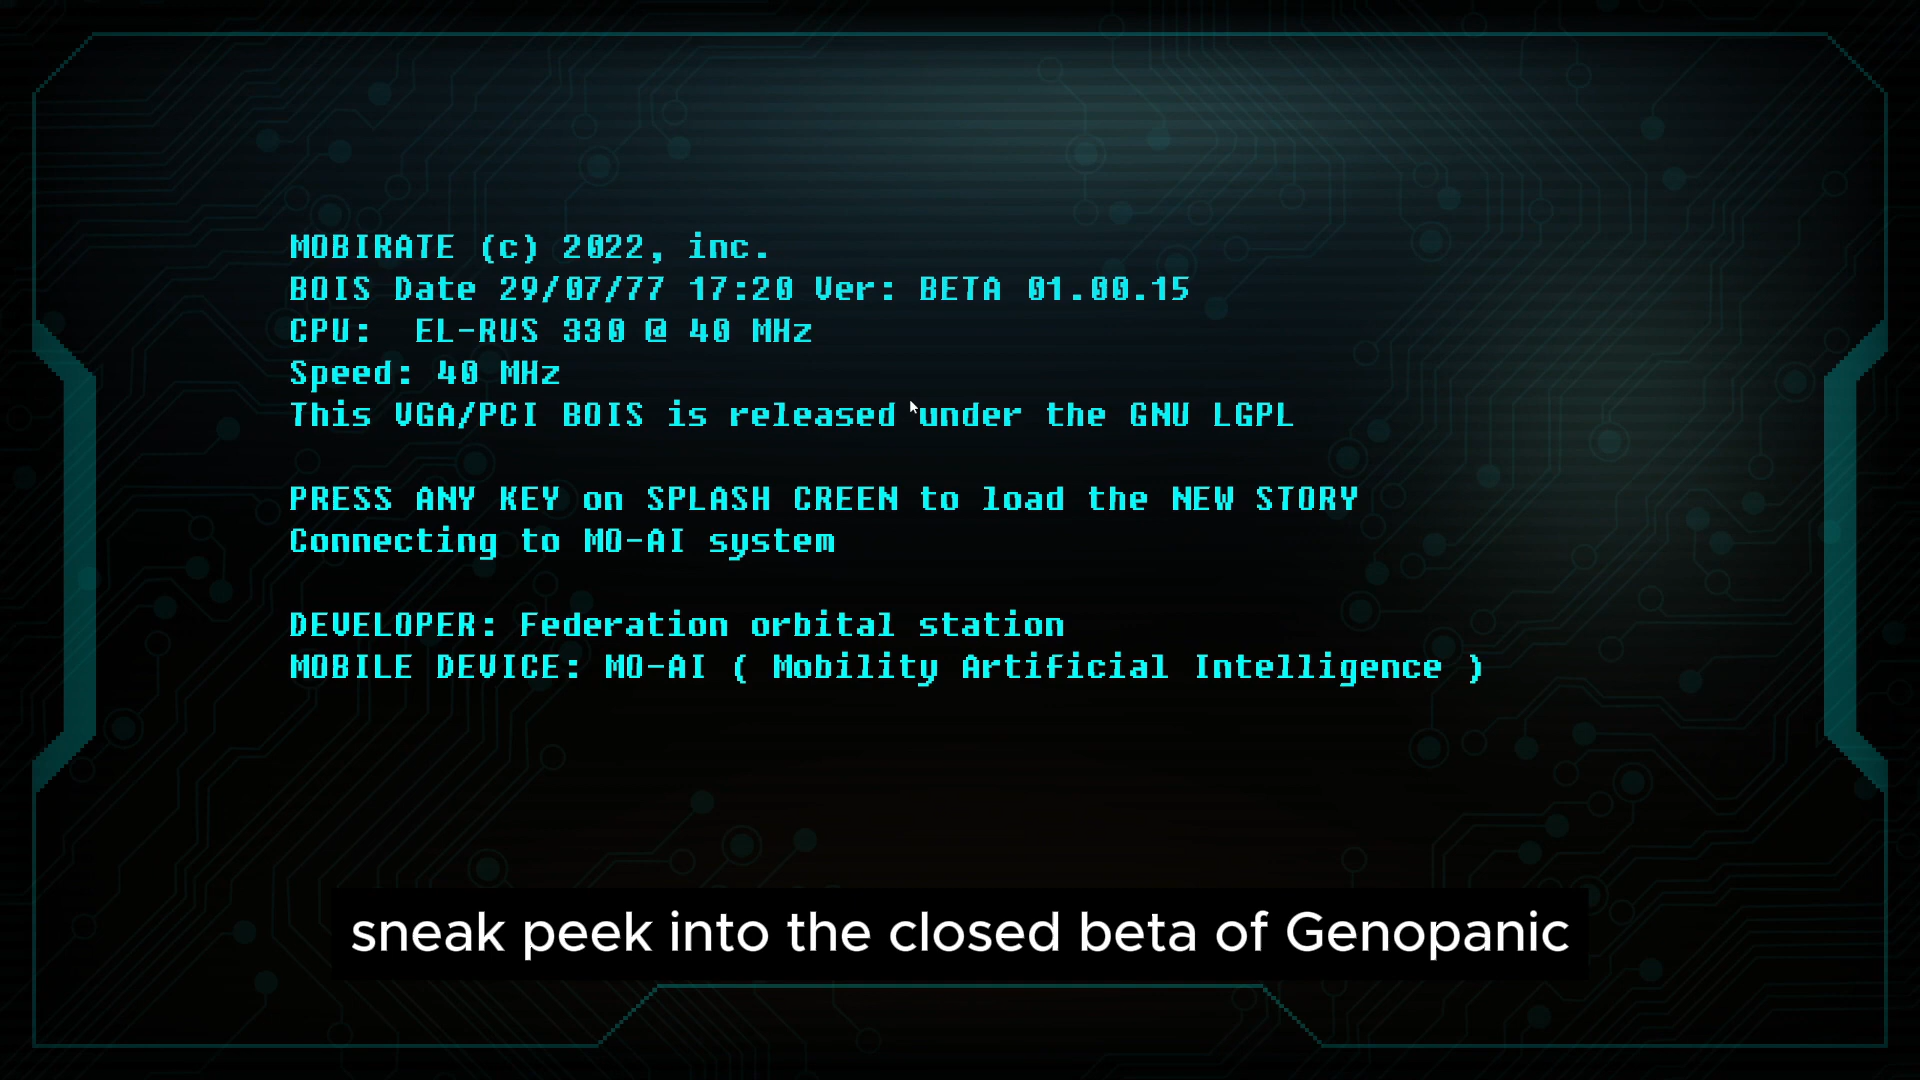 MOBIRATE (c) 2022, inc.
BOIS Date 29/07/77 17:20 Ver: BETA 01.00.15
CPU:  EL-RUS 330 @ 40 MHz
Speed: 40 MHz
This VGA/PCI BOIS is released under the GNU LGPL
PRESS ANY KEY on SPLASH CREEN to load the NEW STORY
Connecting to MO-AI system
DEVELOPER: Federation orbital station
MOBILE DEVICE: MO-AI ( Mobility Artificial Intelligence )
sneak peek into the closed beta of Genopanic